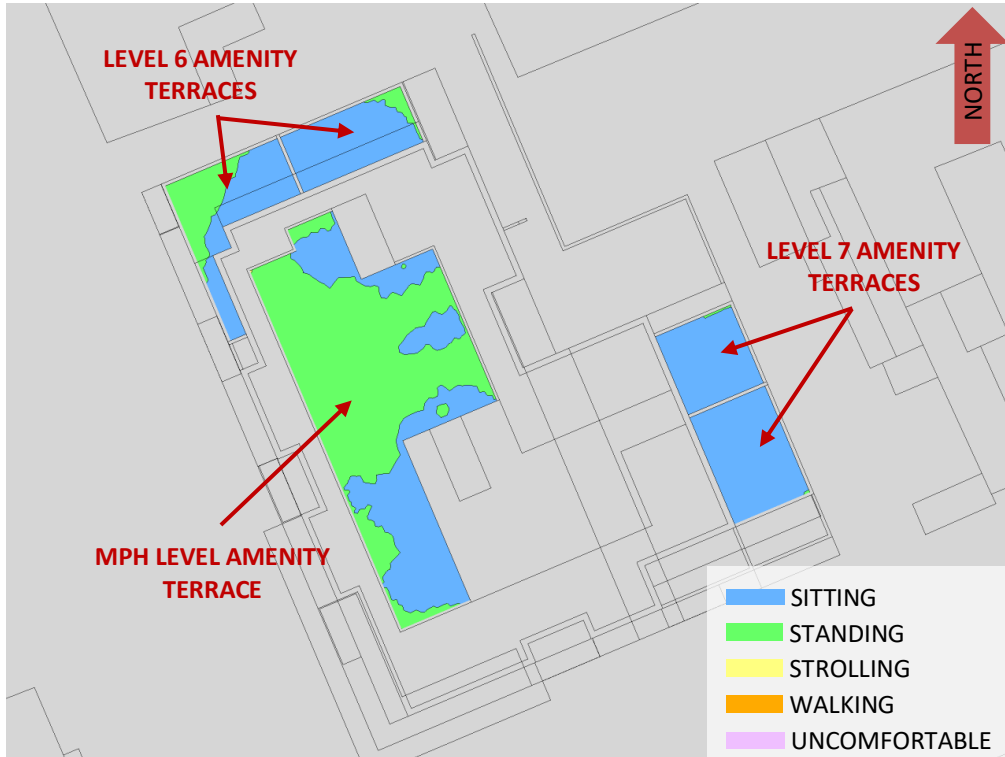 LEVEL 6 AMENITY
TERRACES
NORTH
LEVEL 7 AMENITY
TERRACES
MPH LEVEL AMENITY
TERRACE
SITTING
STANDING
STROLLING
WALKING
UNCOMFORTABLE